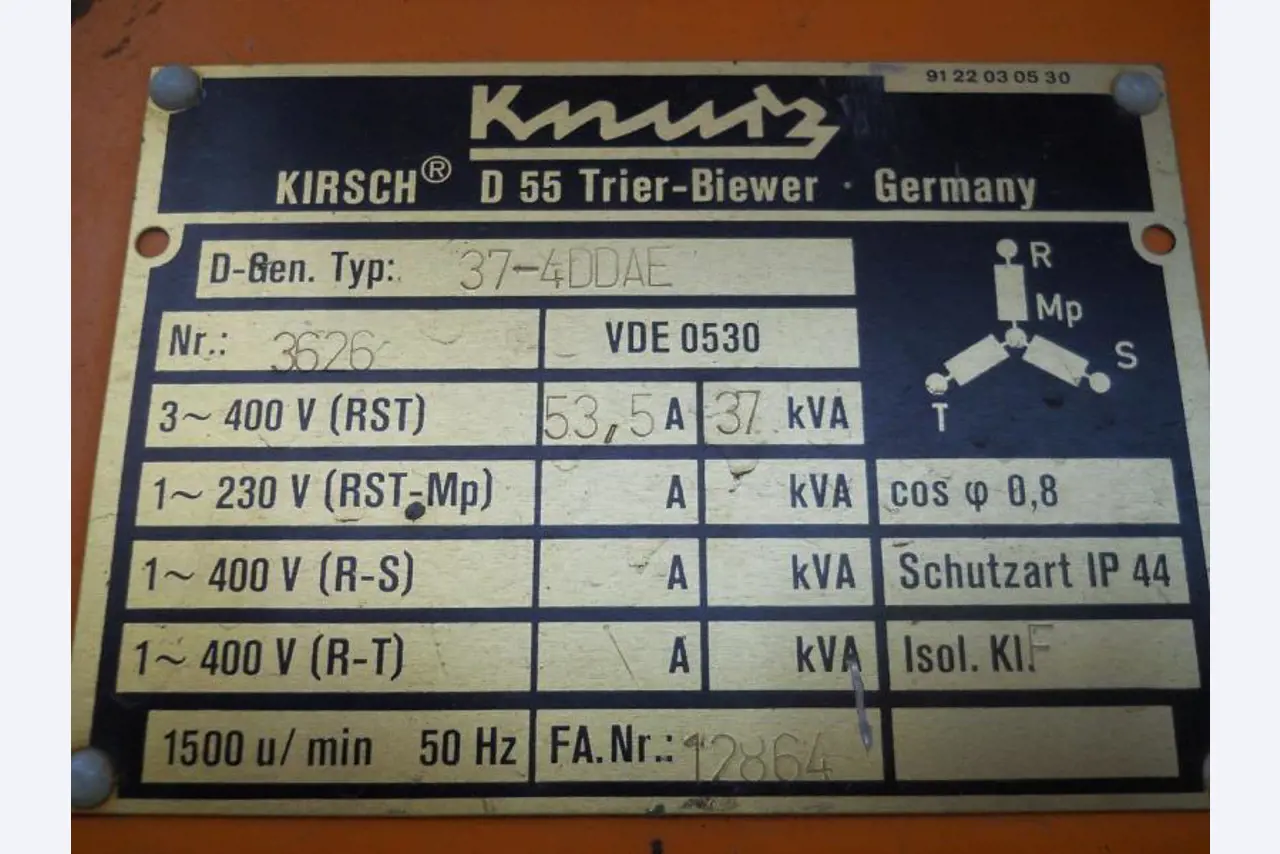 91 22 03 05 30
Knutz
KIRSCH® D 55 Trier-Biewer · Germany
D-Gen. Typ: 37-4DDAE
R
Mp
S
T
Nr.: 3626 VDE 0530
3~ 400 V (RST) 53,5 A 37 kVA
1~ 230 V (RST-Mp) A kVA cos φ 0,8
1~ 400 V (R-S) A kVA Schutzart IP 44
1~ 400 V (R-T) A kVA Isol. Kl. F
1500 u/min 50 Hz FA.Nr.: 12864